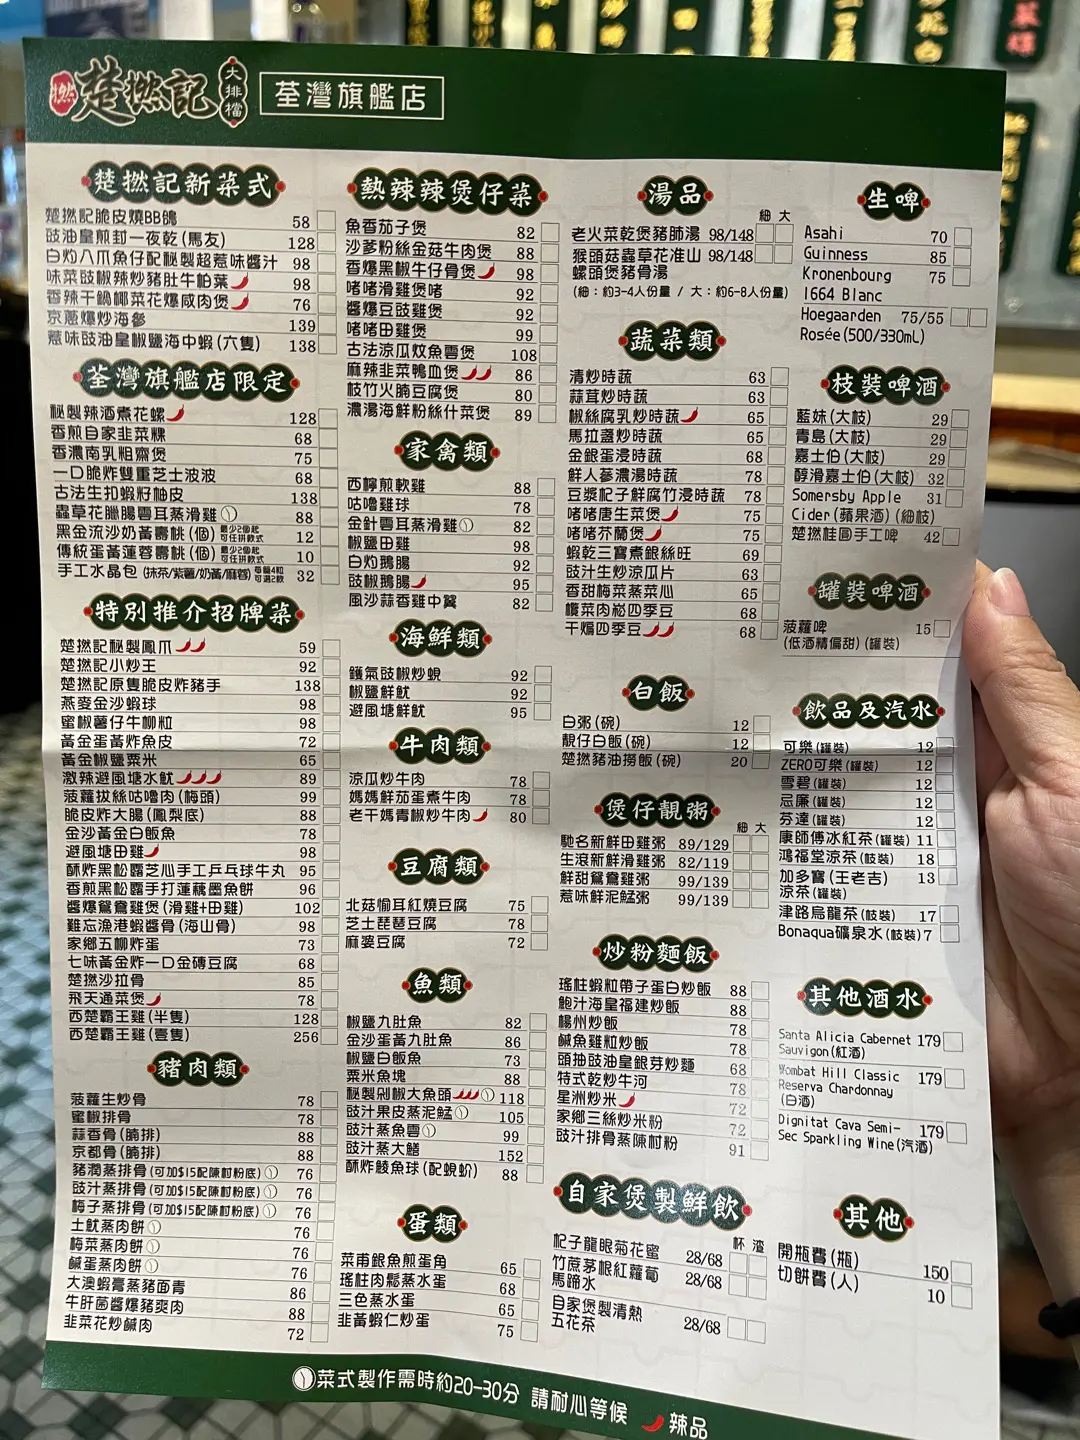 撚 楚撚記 大排檔 荃灣旗艦店
楚撚記新菜式
楚撚記脆皮燒BB鴿 58
豉油皇煎封一夜乾(馬友) 128
白灼八爪魚仔配秘製超惹味醬汁 98
味菜豉椒辣炒豬肚牛柏葉 98
香辣干鍋椰菜花爆咸肉煲 76
京蔥爆炒海參 139
惹味豉油皇椒鹽海中蝦(六隻) 138
荃灣旗艦店限定
秘製辣酒煮花螺 128
香煎自家韭菜粿 68
香濃南乳粗齋煲 75
一口脆炸雙重芝士波波 68
古法生扣蝦籽柚皮 138
蟲草花臘腸雲耳蒸滑雞 88
黑金流沙奶黃壽桃(個) 最少2個起 可任拼款式 12
傳統蛋黃蓮蓉壽桃(個) 最少2個起 可任拼款式 10
手工水晶包(抹茶/紫薯/奶黃/麻蓉) 每籠4粒 可選2款 32
特別推介招牌菜
楚撚記秘製鳳爪 59
楚撚記小炒王 92
楚撚記原隻脆皮炸豬手 138
燕麥金沙蝦球 98
蜜椒薯仔牛柳粒 98
黃金蛋黃炸魚皮 72
黃金椒鹽粟米 65
激辣避風塘水魷 89
菠蘿拔絲咕嚕肉(梅頭) 99
脆皮炸大腸(鳳梨底) 88
金沙黃金白飯魚 78
避風塘田雞 98
酥炸黑松露芝心手工乒乓球牛丸 95
香煎黑松露手打蓮藕墨魚餅 96
醬爆鴛鴦雞煲(滑雞+田雞) 102
難忘漁港蝦醬骨(海山骨) 98
家鄉五柳炸蛋 73
七味黃金炸一口金磚豆腐 68
楚撚沙拉骨 85
飛天通菜煲 78
西楚霸王雞(半隻) 128
西楚霸王雞(壹隻) 256
豬肉類
菠蘿生炒骨 78
蜜椒排骨 78
蒜香骨(腩排) 88
京都骨(腩排) 88
豬潤蒸排骨(可加$15配陳村粉底) 76
豉汁蒸排骨(可加$15配陳村粉底) 76
梅子蒸排骨(可加$15配陳村粉底) 76
土魷蒸肉餅 76
梅菜蒸肉餅 76
鹹蛋蒸肉餅 76
大澳蝦膏蒸豬面青 86
牛肝菌醬爆豬爽肉 88
韭菜花炒鹹肉 72
熱辣辣煲仔菜
魚香茄子煲 82
沙爹粉絲金菇牛肉煲 88
香爆黑椒牛仔骨煲 98
啫啫滑雞煲啫 92
醬爆豆豉雞煲 92
啫啫田雞煲 99
古法涼瓜炆魚雲煲 108
麻辣韭菜鴨血煲 86
枝竹火腩豆腐煲 80
濃湯海鮮粉絲什菜煲 89
家禽類
西檸煎軟雞 88
咕嚕雞球 78
金針雲耳蒸滑雞 82
椒鹽田雞 98
白灼鵝腸 92
豉椒鵝腸 95
風沙蒜香雞中翼 82
海鮮類
鑊氣豉椒炒蜆 92
椒鹽鮮魷 92
避風塘鮮魷 95
牛肉類
涼瓜炒牛肉 78
媽媽鮮茄蛋煮牛肉 78
老干媽青椒炒牛肉 80
豆腐類
北菇愉耳紅燒豆腐 75
芝士琵琶豆腐 78
麻婆豆腐 72
魚類
椒鹽九肚魚 82
金沙蛋黃九肚魚 86
椒鹽白飯魚 73
粟米魚塊 88
秘製剁椒大魚頭 118
豉汁果皮蒸泥鯭 105
豉汁蒸魚雲 99
豉汁蒸大鱔 152
酥炸鯪魚球(配蜆蚧) 88
蛋類
菜甫銀魚煎蛋角 65
瑤柱肉鬆蒸水蛋 68
三色蒸水蛋 65
韭黃蝦仁炒蛋 75
湯品
細 大
老火菜乾煲豬𦟌湯 98/148
猴頭菇蟲草花淮山 98/148
螺頭煲豬骨湯
(細：約3-4人份量 / 大：約6-8人份量)
蔬菜類
清炒時蔬 63
蒜茸炒時蔬 63
椒絲腐乳炒時蔬 65
馬拉盞炒時蔬 65
金銀蛋浸時蔬 68
鮮人蔘濃湯時蔬 78
豆漿杞子鮮腐竹浸時蔬 78
啫啫唐生菜煲 75
啫啫芥蘭煲 75
蝦乾三寶煮銀絲旺 69
豉汁生炒涼瓜片 63
香甜梅菜蒸菜心 65
欖菜肉崧四季豆 68
干煸四季豆 68
白飯
白粥(碗) 12
靚仔白飯(碗) 12
楚撚豬油撈飯(碗) 20
煲仔靚粥
細 大
馳名新鮮田雞粥 89/129
生滾新鮮滑雞粥 82/119
鮮甜鴛鴦雞粥 99/139
惹味鮮泥鯭粥 99/139
炒粉麵飯
瑤柱蝦粒帶子蛋白炒飯 88
鮑汁海皇福建炒飯 88
楊州炒飯 78
鹹魚雞粒炒飯 78
頭抽豉油皇銀芽炒麵 68
特式乾炒牛河 78
星洲炒米 72
家鄉三絲炒米粉 72
豉汁排骨蒸陳村粉 91
自家煲製鮮飲
杯 渣
杞子龍眼菊花蜜 28/68
竹蔗茅根紅蘿蔔 28/68
馬蹄水
自家煲製清熱 28/68
五花茶
生啤
Asahi 70
Guinness 85
Kronenbourg 75
1664 Blanc
Hoegaarden 75/55
Rosée(500/330mL)
枝裝啤酒
藍妹(大枝) 29
青島(大枝) 29
嘉士伯(大枝) 29
醇滑嘉士伯(大枝) 32
Somersby Apple 31
Cider(蘋果酒)(細枝)
楚撚桂圓手工啤 42
罐裝啤酒
菠蘿啤 15
(低酒精偏甜)(罐裝)
飲品及汽水
可樂(罐裝) 12
ZERO可樂(罐裝) 12
雪碧(罐裝) 12
忌廉(罐裝) 12
芬達(罐裝) 12
康師傅冰紅茶(罐裝) 11
鴻福堂涼茶(枝裝) 18
加多寶(王老吉) 13
涼茶(罐裝)
津路烏龍茶(枝裝) 17
Bonaqua礦泉水(枝裝) 7
其他酒水
Santa Alicia Cabernet 179
Sauvigon(紅酒)
Wombat Hill Classic 179
Reserva Chardonnay
(白酒)
Dignitat Cava Semi- 179
Sec Sparkling Wine(汽酒)
其他
開瓶費(瓶) 150
切餅費(人) 10
菜式製作需時約20-30分 請耐心等候 辣品